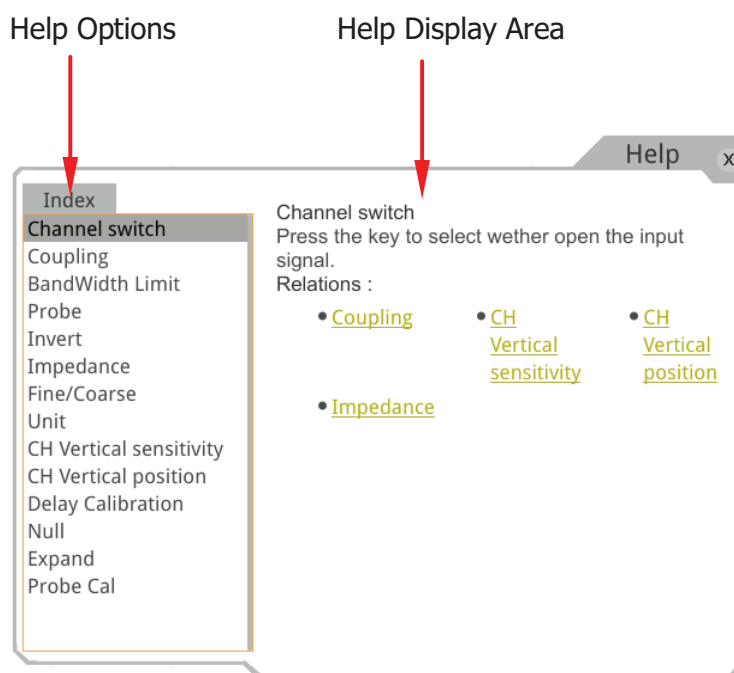 Help Options
Help Display Area
Help
x
Index
Channel switch
Coupling
BandWidth Limit
Probe
Invert
Impedance
Fine/Coarse
Unit
CH Vertical sensitivity
CH Vertical position
Delay Calibration
Null
Expand
Probe Cal
Channel switch
Press the key to select wether open the input
signal.
Relations :
• Coupling
• CH
Vertical
sensitivity
• CH
Vertical
position
• Impedance